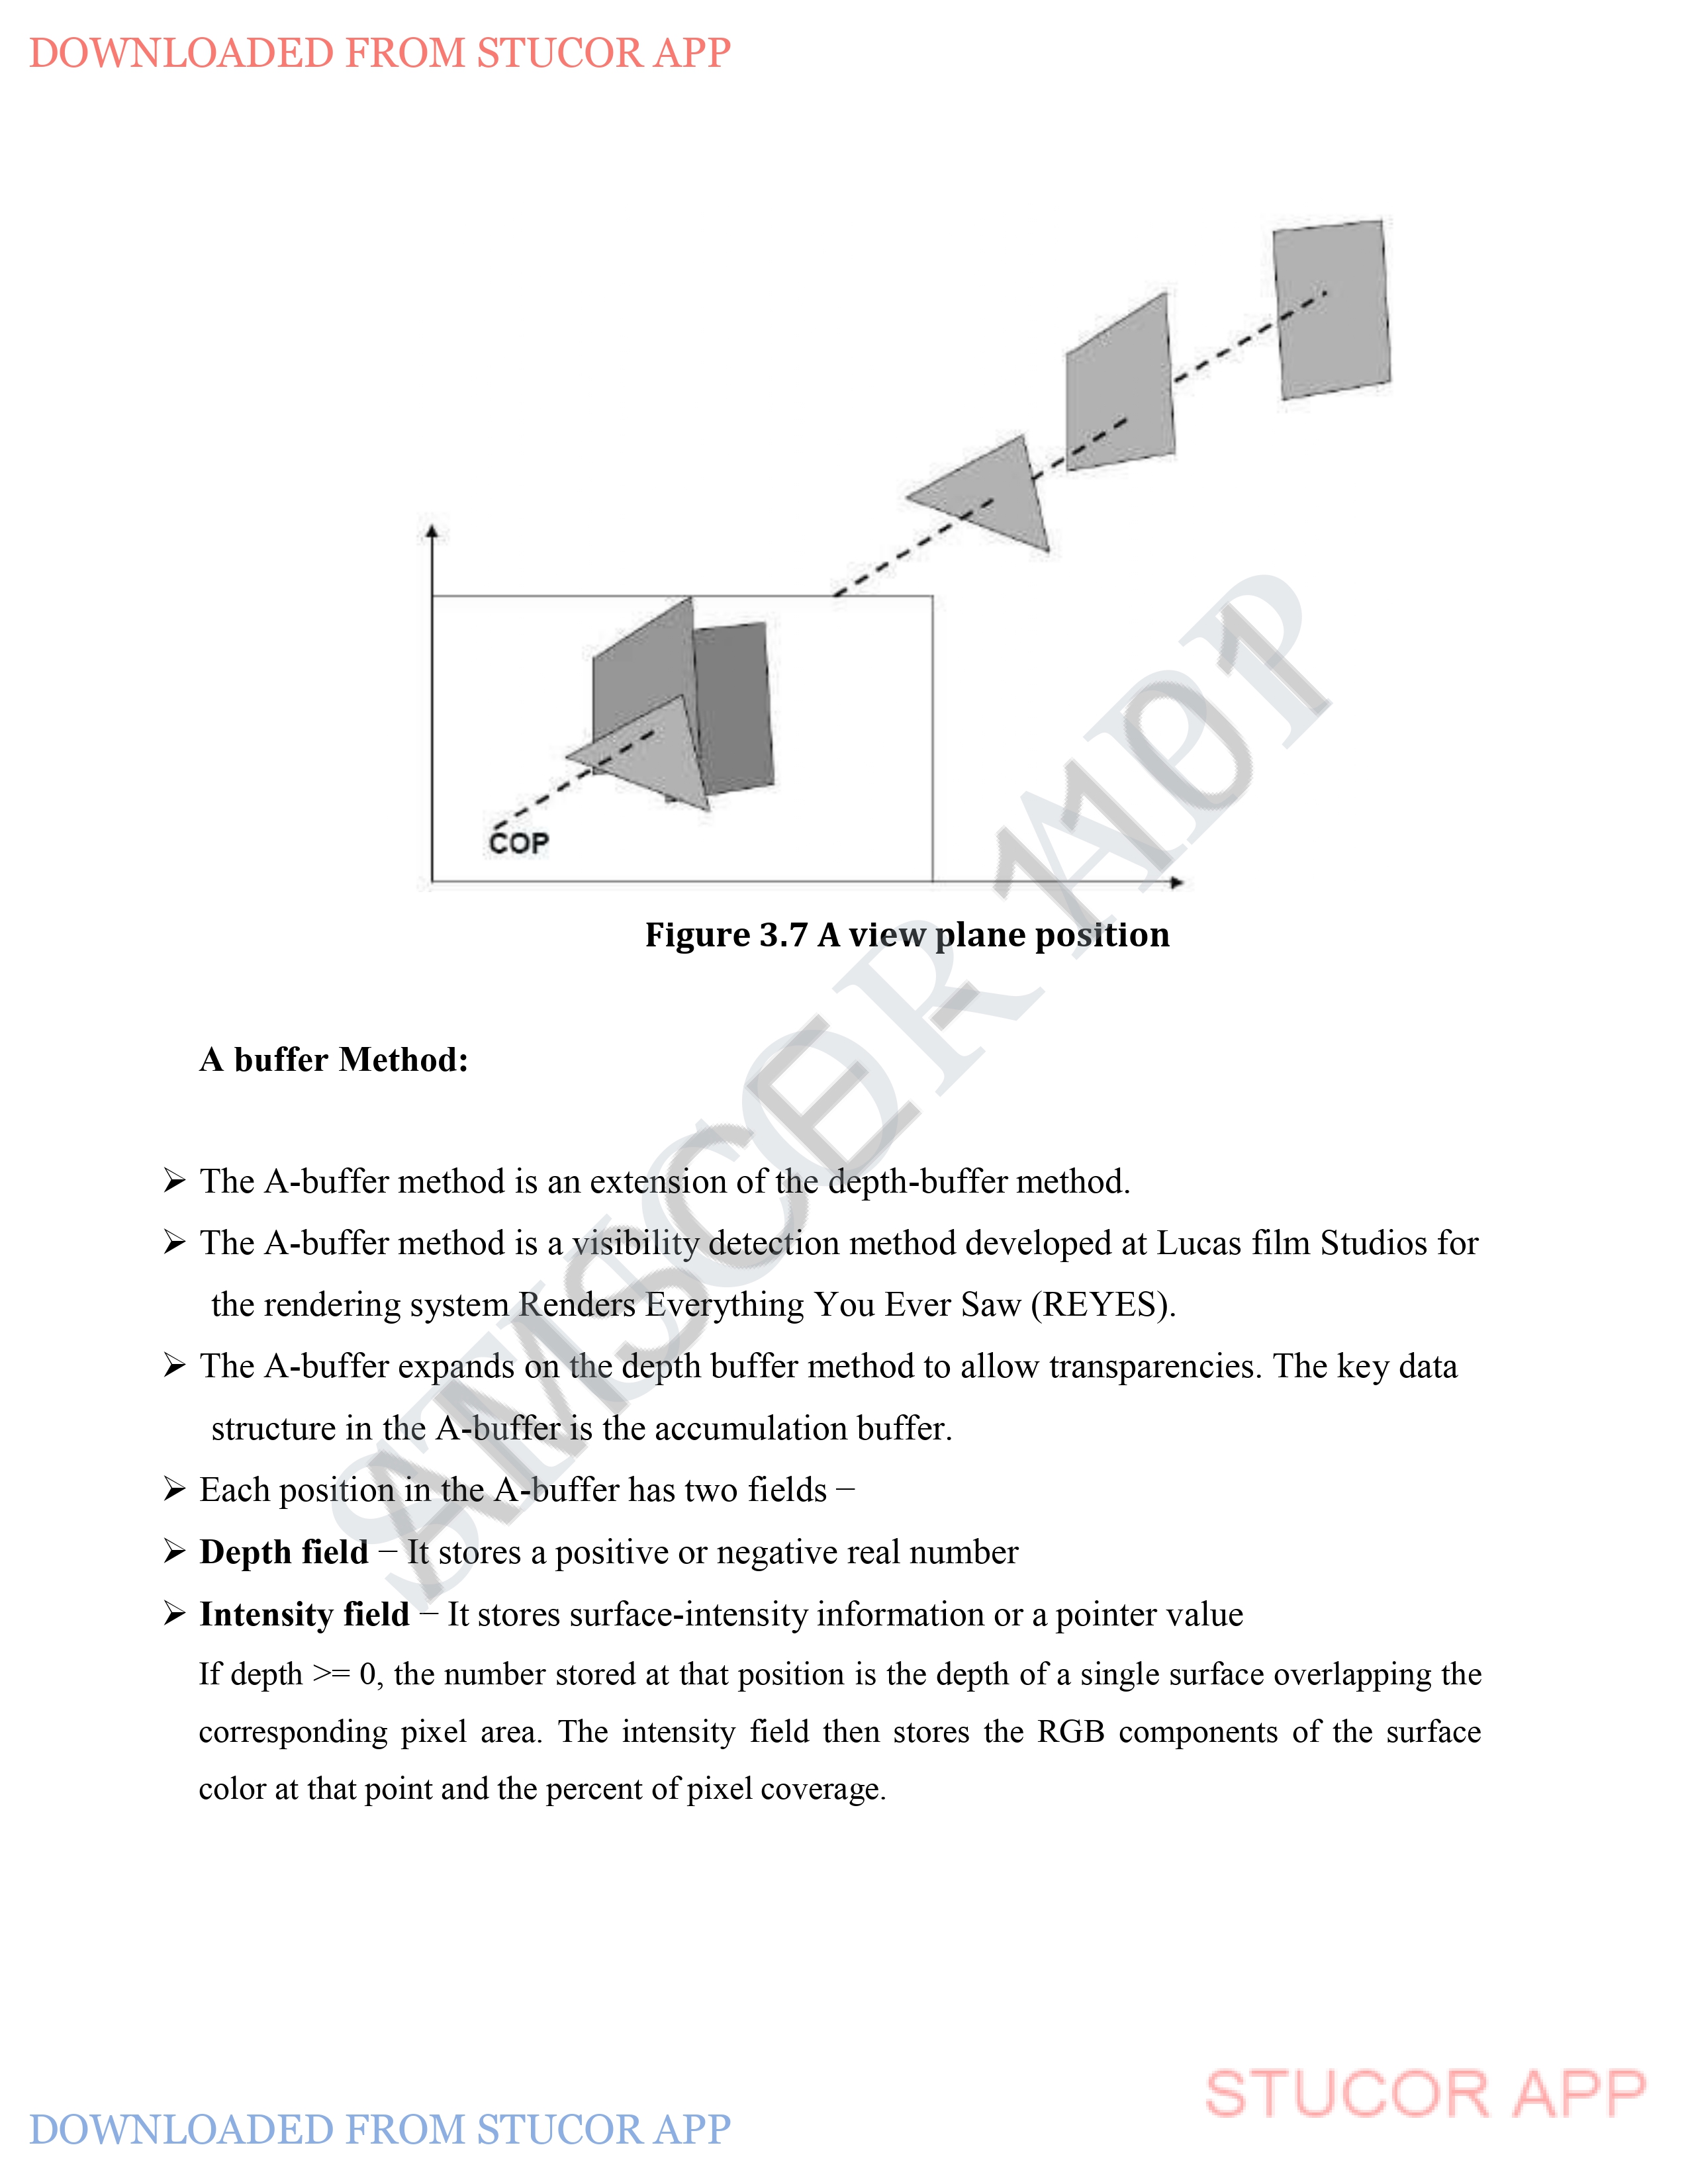 DOWNLOADED FROM STUCOR APP
COP
Figure 3.7 A view plane position
A buffer Method:
➢ The A-buffer method is an extension of the depth-buffer method.
➢ The A-buffer method is a visibility detection method developed at Lucas film Studios for
the rendering system Renders Everything You Ever Saw (REYES).
➢ The A-buffer expands on the depth buffer method to allow transparencies. The key data
structure in the A-buffer is the accumulation buffer.
➢ Each position in the A-buffer has two fields −
➢ Depth field − It stores a positive or negative real number
➢ Intensity field − It stores surface-intensity information or a pointer value
If depth >= 0, the number stored at that position is the depth of a single surface overlapping the
corresponding pixel area. The intensity field then stores the RGB components of the surface
color at that point and the percent of pixel coverage.
STUCOR APP
AMSCE-1101
STUCOR APP
DOWNLOADED FROM STUCOR APP